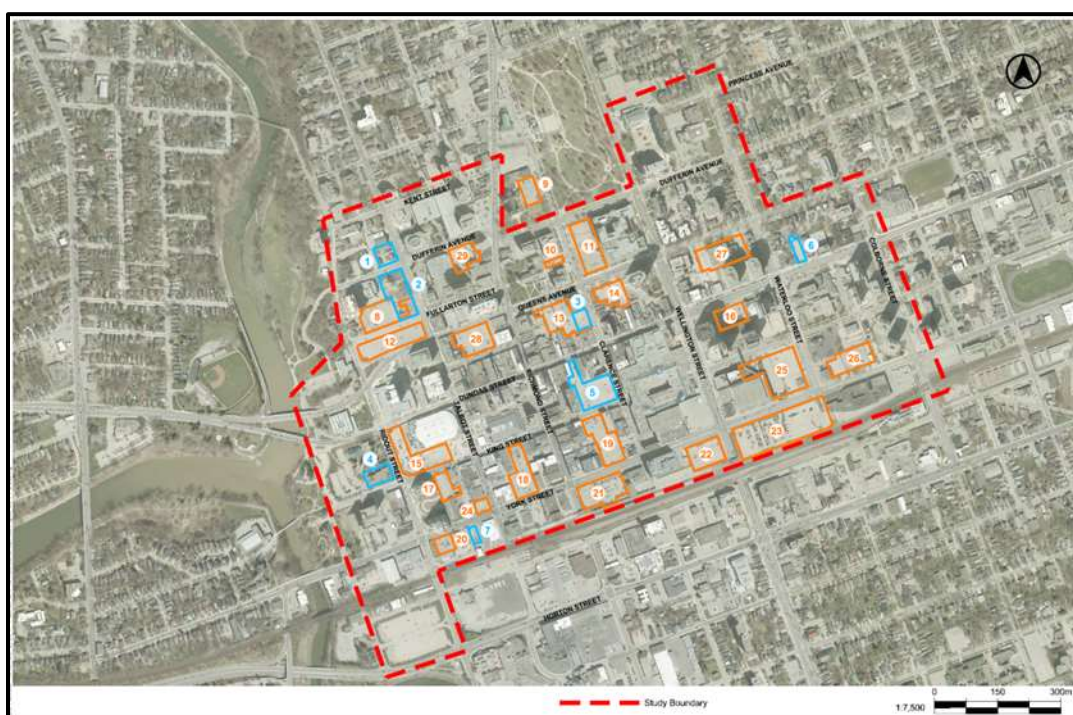 PRINCESS AVENUE
DUFFERIN AVENUE
KENT STREET
9
11
10
DUFFERIN AVENUE
29
27
6
COLBORNE STREET
1
2
QUEENS AVENUE
14
WATERLOO STREET
FULLARTON STREET
8
13
3
16
WELLINGTON STREET
12
28
CLARENCE STREET
26
25
DUNDAS STREET
RICHMOND STREET
5
TALBOT STREET
23
KING STREET
19
RIDOUT STREET
15
22
4
17
18
21
24
YORK STREET
20
7
HORTON STREET
Study Boundary
1:7,500
0 150 300m